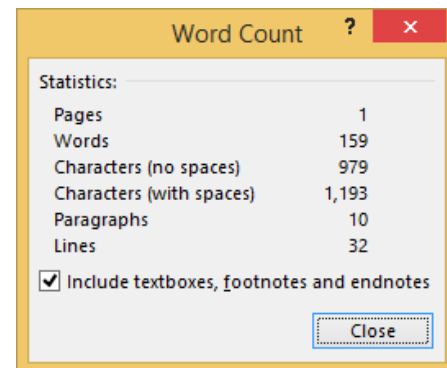 Word Count ? ×
Statistics:
Pages 1
Words 159
Characters (no spaces) 979
Characters (with spaces) 1,193
Paragraphs 10
Lines 32
Include textboxes, footnotes and endnotes
Close